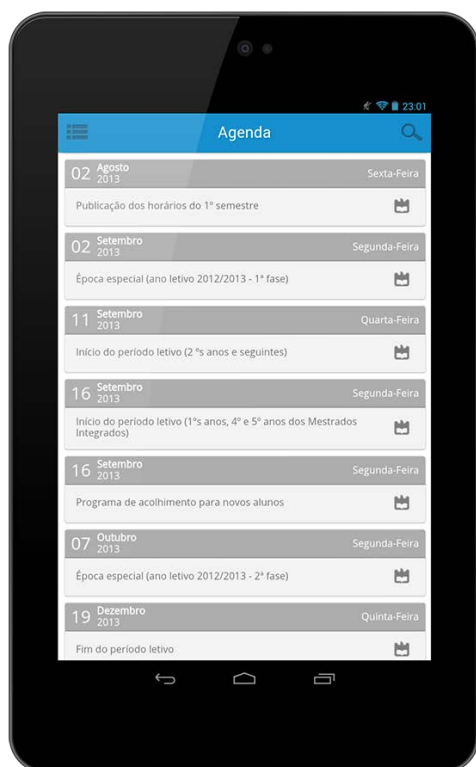 23:01
Agenda
02 Agosto
2013
Sexta-Feira
Publicação dos horários do 1º semestre
02 Setembro
2013
Segunda-Feira
Época especial (ano letivo 2012/2013 - 1ª fase)
11 Setembro
2013
Quarta-Feira
Início do período letivo (2 ºs anos e seguintes)
16 Setembro
2013
Segunda-Feira
Início do período letivo (1ºs anos, 4º e 5º anos dos Mestrados
Integrados)
16 Setembro
2013
Segunda-Feira
Programa de acolhimento para novos alunos
07 Outubro
2013
Segunda-Feira
Época especial (ano letivo 2012/2013 - 2ª fase)
19 Dezembro
2013
Quinta-Feira
Fim do período letivo